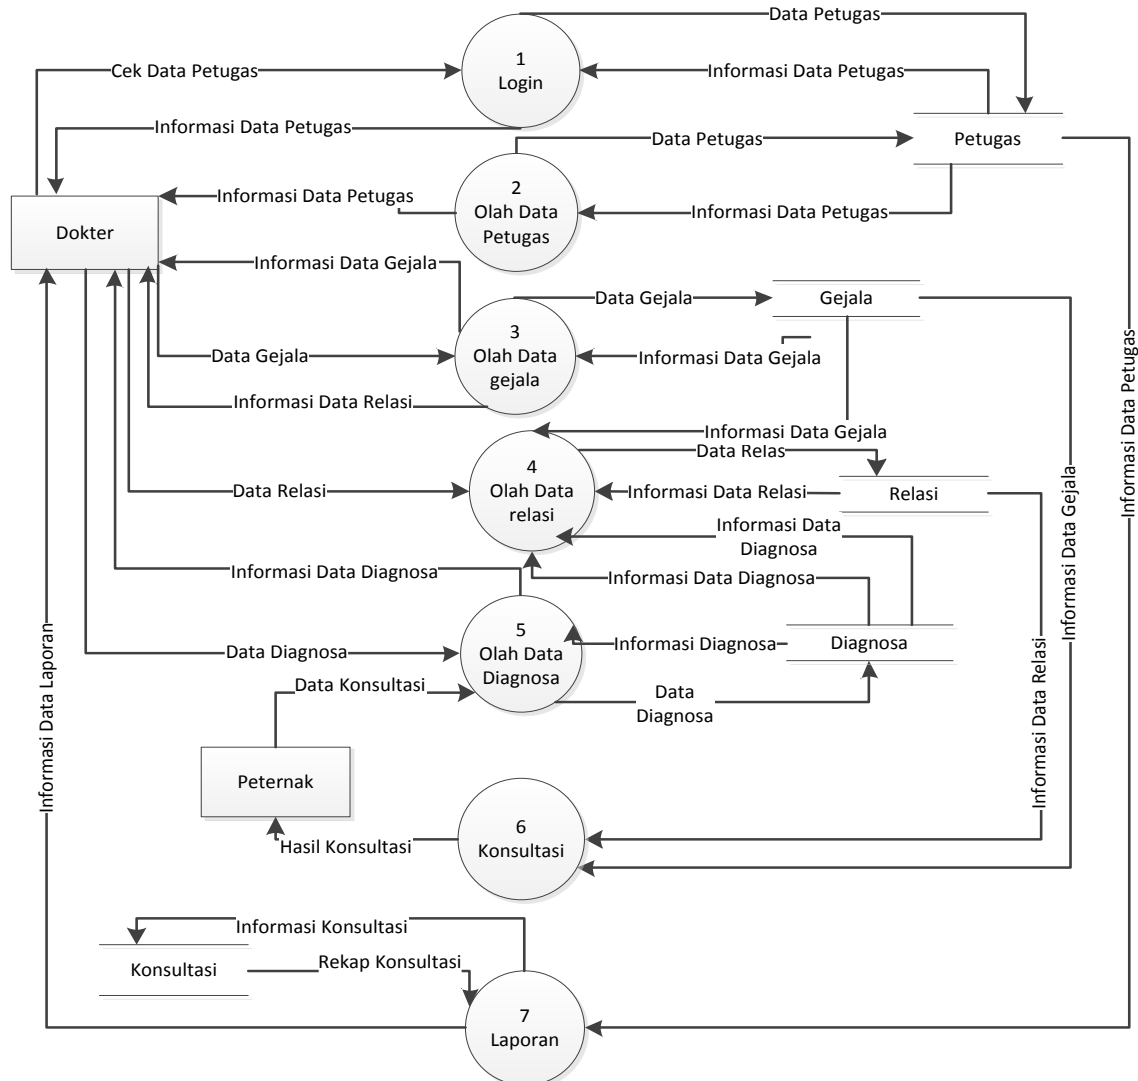 Data Petugas
1
Login
Cek Data Petugas
Informasi Data Petugas
Informasi Data Petugas
Data Petugas
Petugas
2
Olah Data
Petugas
Informasi Data Petugas
Informasi Data Petugas
Dokter
Informasi Data Gejala
Data Gejala
Gejala
3
Olah Data
gejala
Data Gejala
Informasi Data Gejala
Informasi Data Petugas
Informasi Data Relasi
Informasi Data Gejala
Data Relas
4
Olah Data
relasi
Data Relasi
Informasi Data Relasi
Relasi
Informasi Data Gejala
Informasi Data
Diagnosa
Informasi Data Diagnosa
Informasi Data Diagnosa
5
Olah Data
Diagnosa
Data Diagnosa
Informasi Diagnosa
Diagnosa
Data Konsultasi
Data
Diagnosa
Informasi Data Relasi
Informasi Data Laporan
Peternak
6
Konsultasi
Hasil Konsultasi
Informasi Konsultasi
Konsultasi
Rekap Konsultasi
7
Laporan